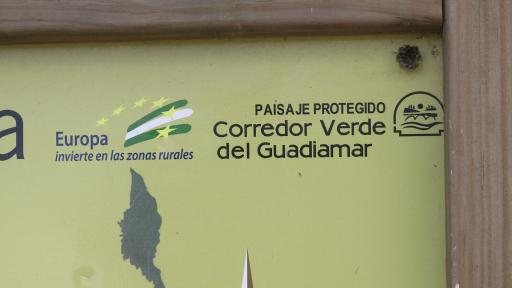 a
Europa
invierte en las zonas rurales
PAISAJE PROTEGIDO
Corredor Verde
del Guadiamar